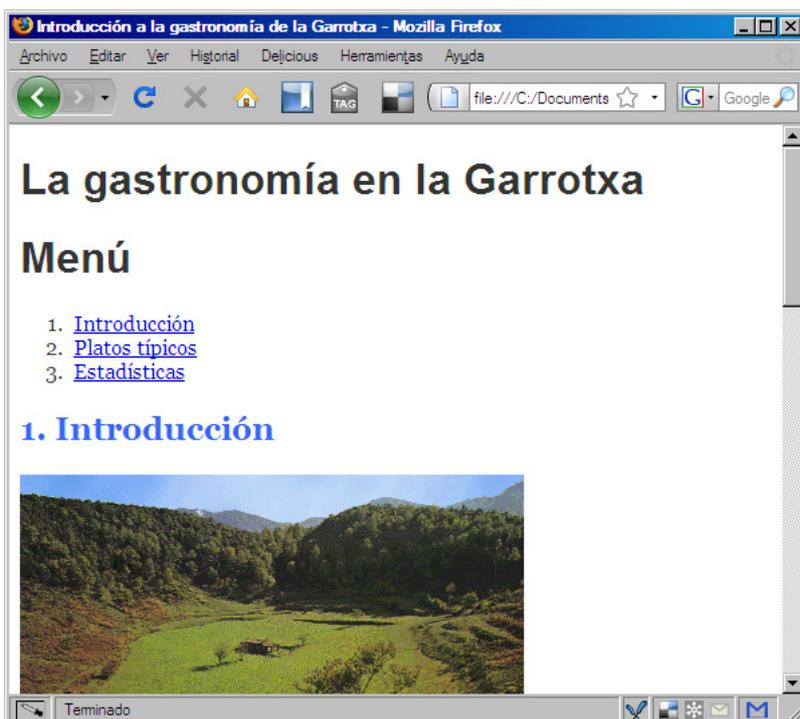 Introducción a la gastronomía de la Garrotxa - Mozilla Firefox
Archivo Editar Ver Historial Delicious Herramientas Ayuda
TAG file:///C:/Documents G Google
La gastronomía en la Garrotxa
Menú
1. Introducción
2. Platos típicos
3. Estadísticas
1. Introducción
Terminado